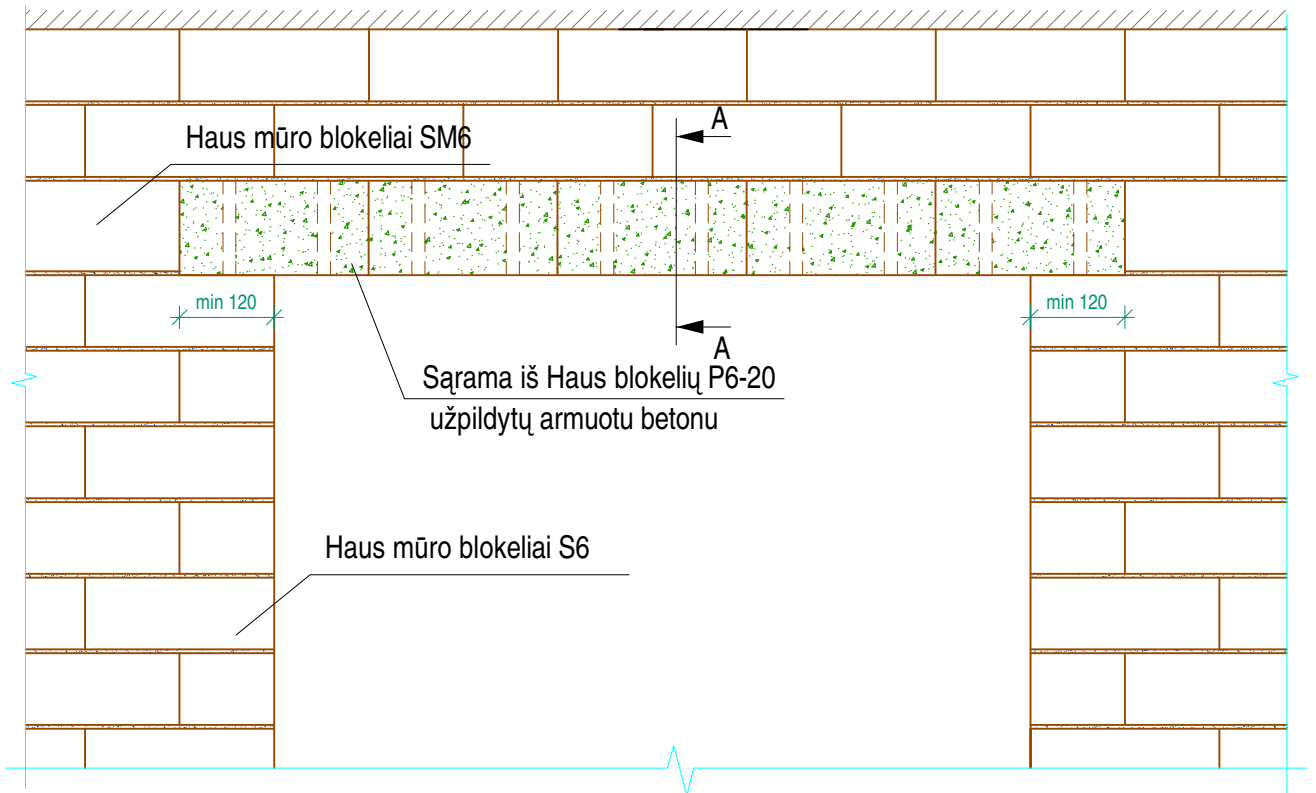 A
Haus mūro blokeliai SM6
min 120
min 120
A
Sąrama iš Haus blokelių P6-20
užpildytų armuotu betonu
Haus mūro blokeliai S6